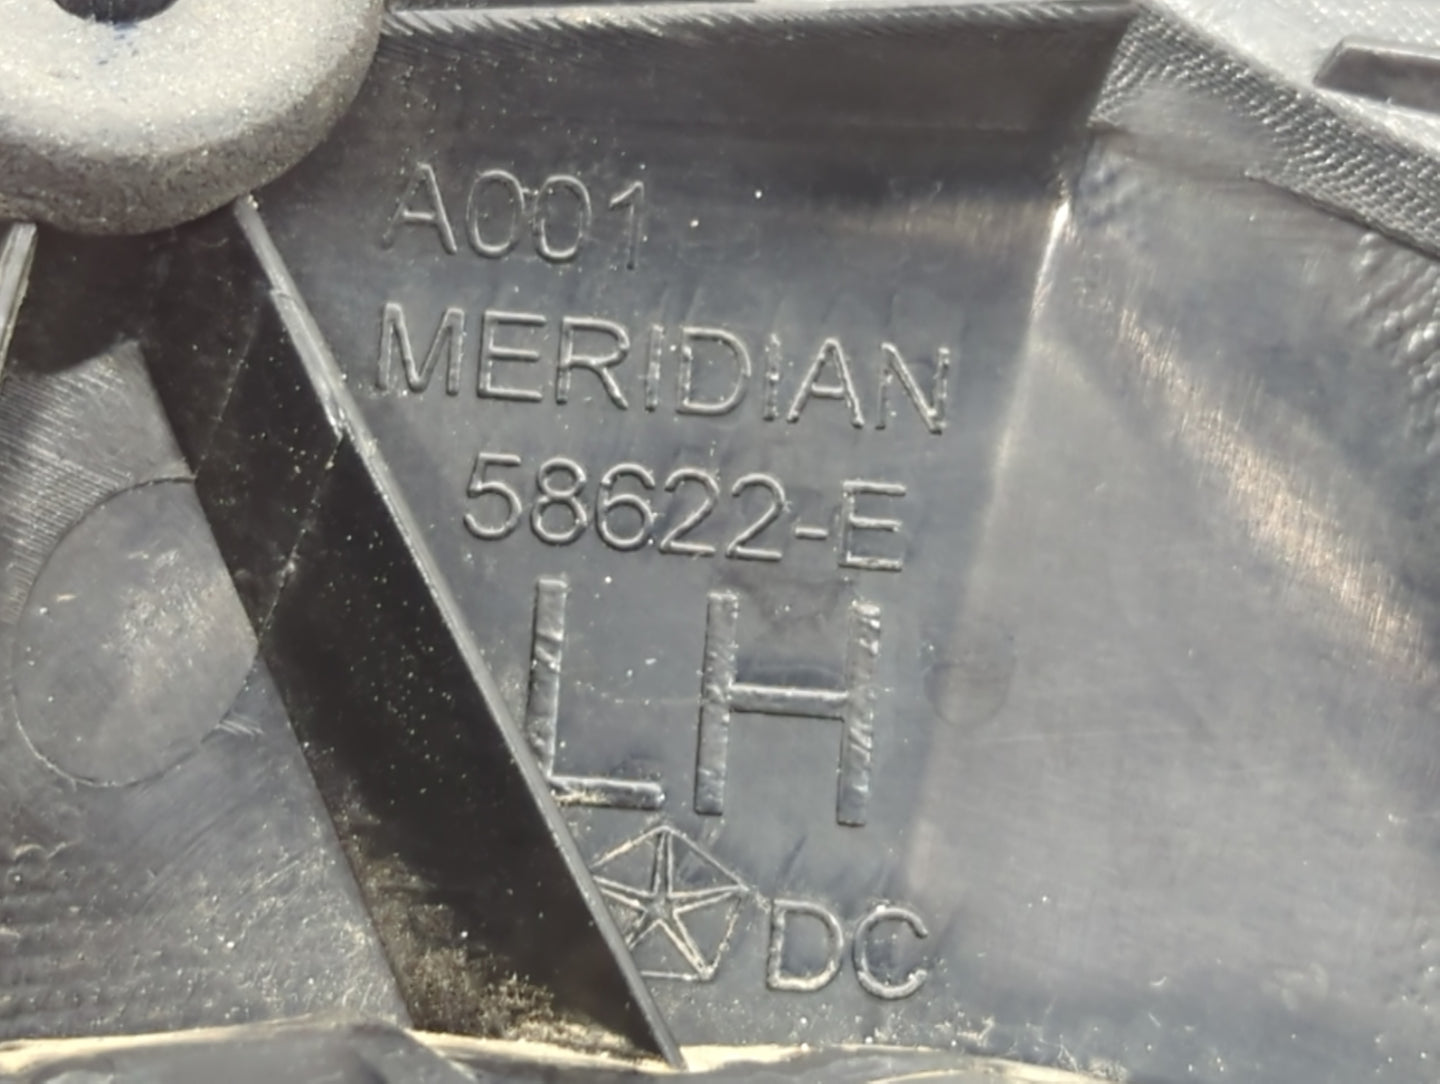 A001
MERIDIAN
58622-E
LH
DC